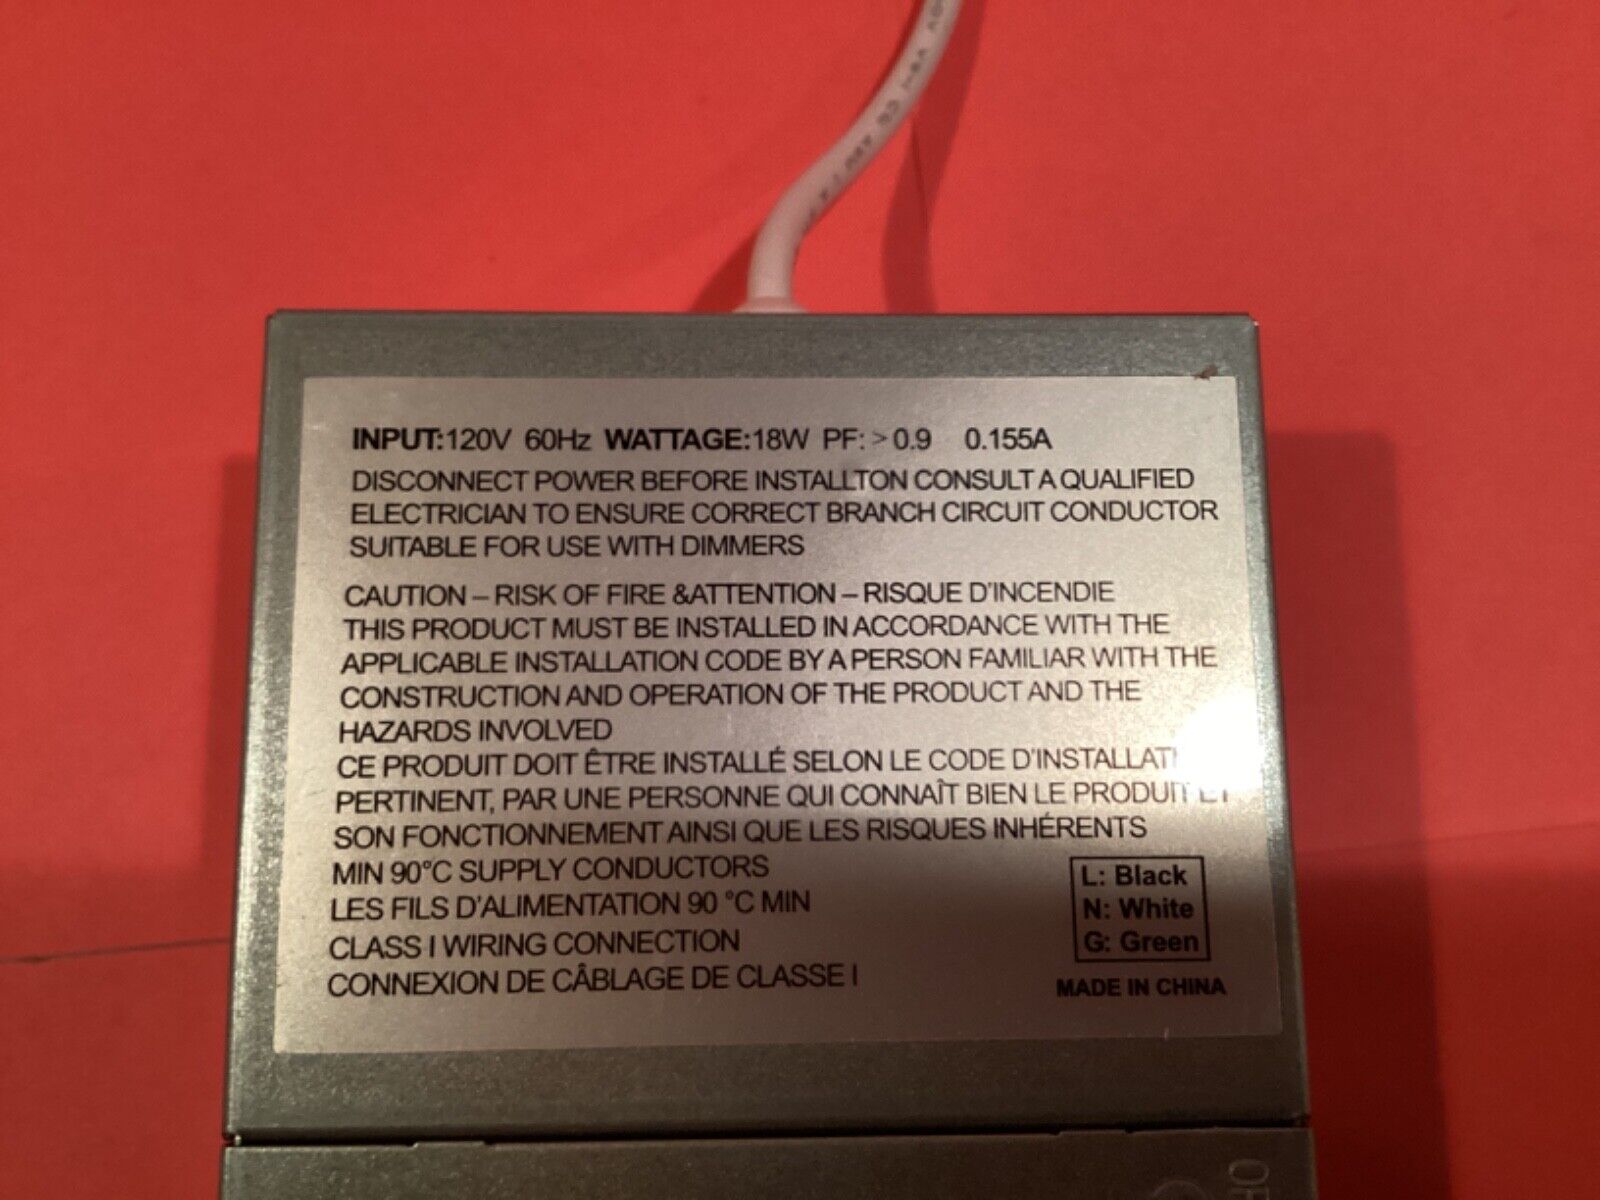 INPUT:120V 60Hz WATTAGE:18W PF: >0.9 0.155A
DISCONNECT POWER BEFORE INSTALLTON CONSULT A QUALIFIED
ELECTRICIAN TO ENSURE CORRECT BRANCH CIRCUIT CONDUCTOR
SUITABLE FOR USE WITH DIMMERS
CAUTION – RISK OF FIRE &ATTENTION – RISQUE D'INCENDIE
THIS PRODUCT MUST BE INSTALLED IN ACCORDANCE WITH THE
APPLICABLE INSTALLATION CODE BY A PERSON FAMILIAR WITH THE
CONSTRUCTION AND OPERATION OF THE PRODUCT AND THE
HAZARDS INVOLVED
CE PRODUIT DOIT ÊTRE INSTALLÉ SELON LE CODE
PERTINENT, PAR UNE PERSONNE QUI CONNAÎT BIEN LE PRODUIT ET
SON FONCTIONNEMENT AINSI QUE LES RISQUES INHÉRENTS
MIN 90°C SUPPLY CONDUCTORS
LES FILS D'ALIMENTATION 90 °C MIN
CLASS I WIRING CONNECTION
CONNEXION DE CÂBLAGE DE CLASSE I
L: Black
N: White
G: Green
MADE IN CHINA